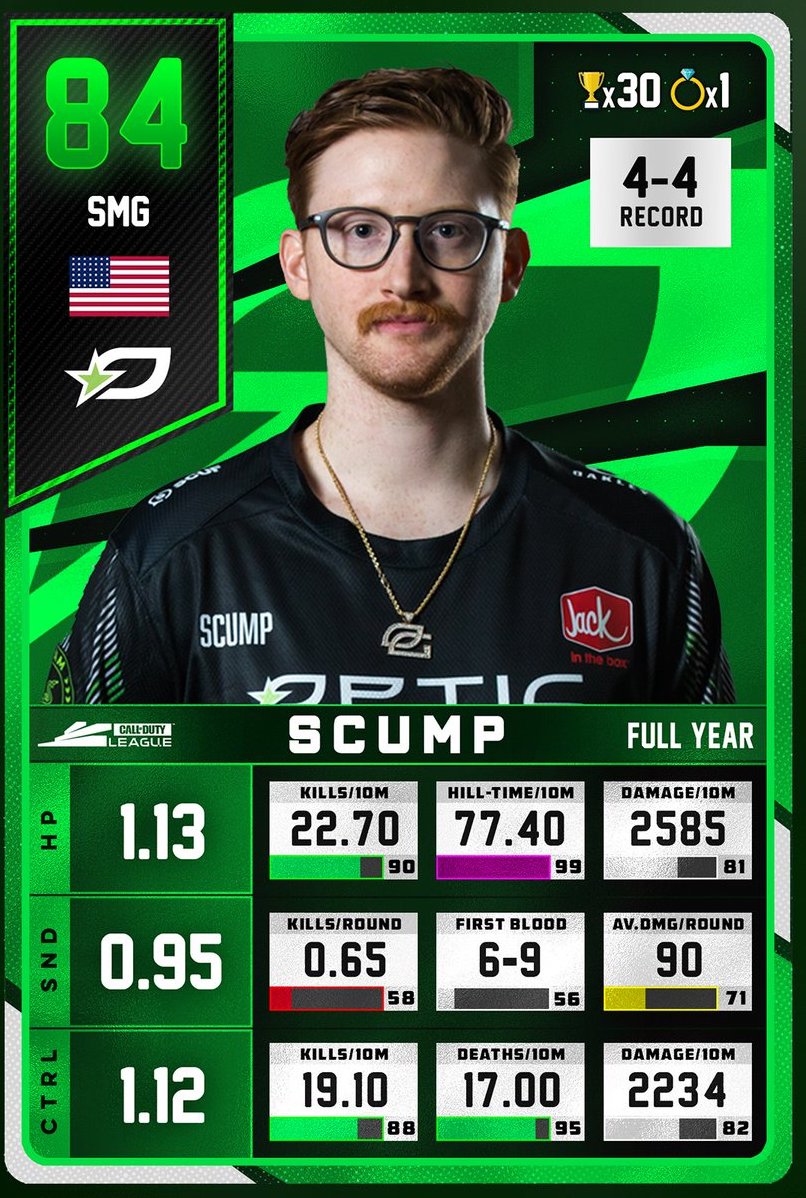 84
SMG
x30 x1
4-4
RECORD
SCUF
OAKLEY
SCUMP
Jack
in the box
OPTIC
CALL OF DUTY
LEAGUE
SCUMP
FULL YEAR
HP
1.13
KILLS/10M
22.70
90
HILL-TIME/10M
77.40
99
DAMAGE/10M
2585
81
SND
0.95
KILLS/ROUND
0.65
58
FIRST BLOOD
6-9
56
AV.DMG/ROUND
90
71
CTRL
1.12
KILLS/10M
19.10
88
DEATHS/10M
17.00
95
DAMAGE/10M
2234
82